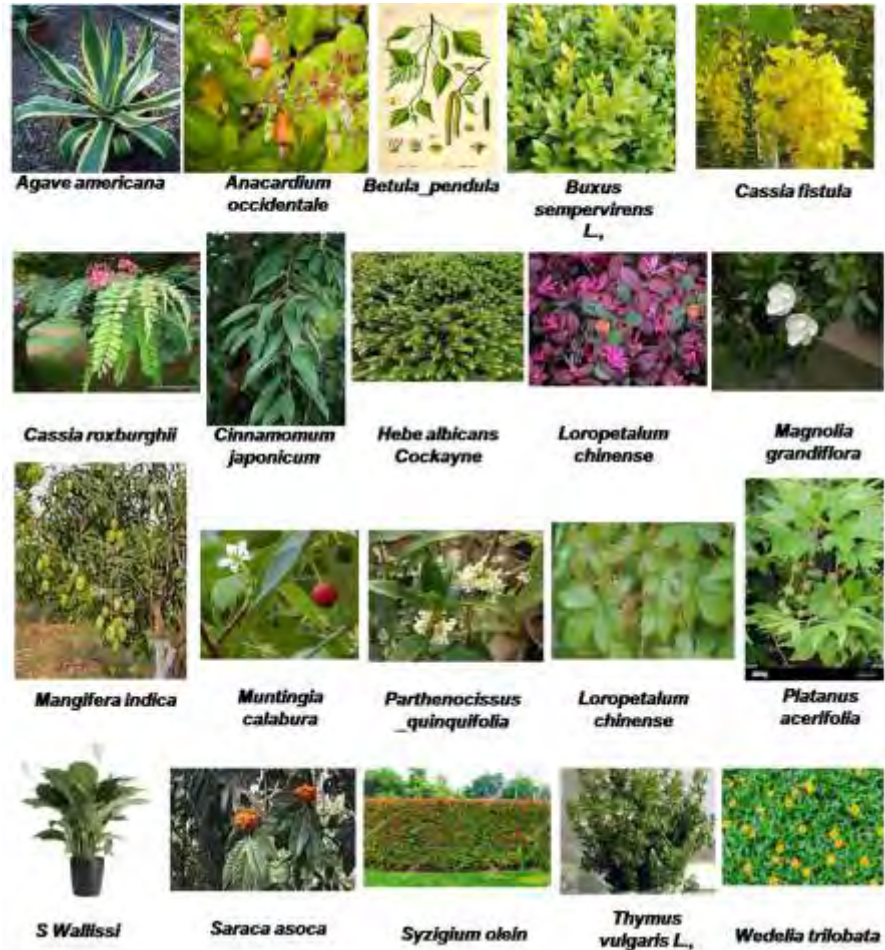 Agave americana
Anacardium
occidentale
Betula_pendula
Buxus
sempervirens
L.,
Cassia fistula
Cassia roxburghii
Cinnamomum
japonicum
Hebe albicans
Cockayne
Loropetalum
chinense
Magnolia
grandiflora
Mangifera indica
Muntingia
calabura
Parthenocissus
_quinquifolia
Loropetalum
chinense
Platanus
acerifolia
S Wallissi
Saraca asoca
Syzigium olein
Thymus
vulgaris L.,
Wedelia trilobata